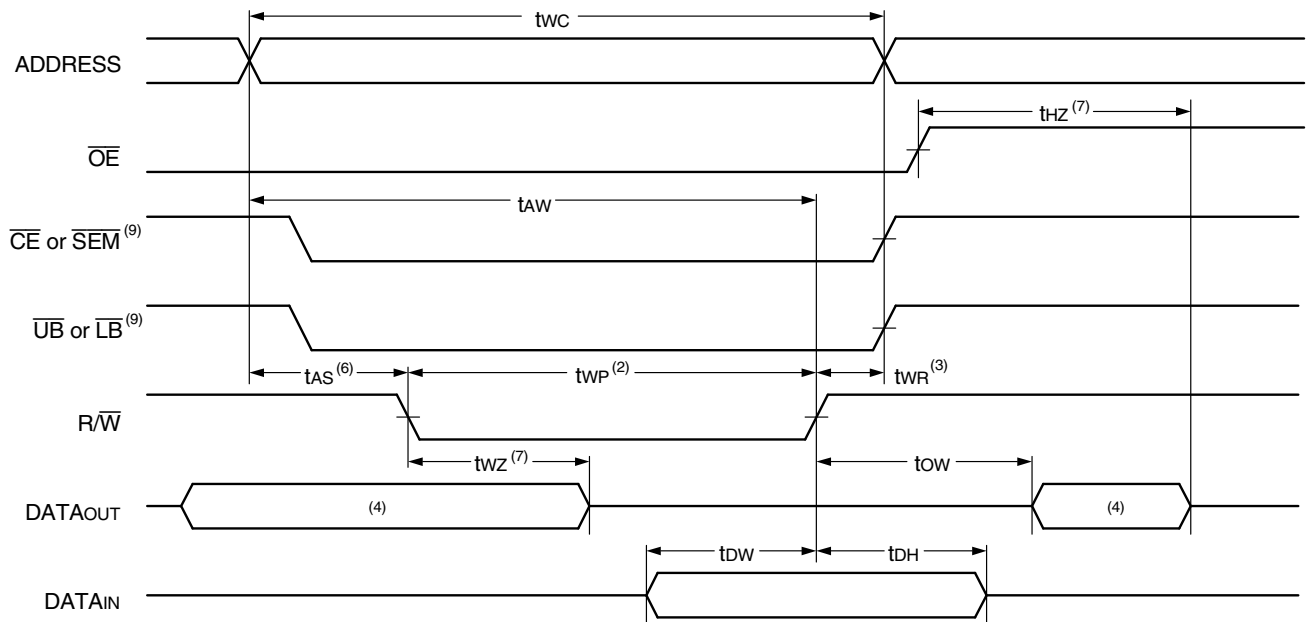 tWC
ADDRESS
tHZ(7)
OE
tAW
CE or SEM(9)
UB or LB(9)
tAS(6)
tWP(2)
tWR(3)
R/W
tWZ(7)
tOW
DATAOUT
(4)
(4)
tDW
tDH
DATAIN